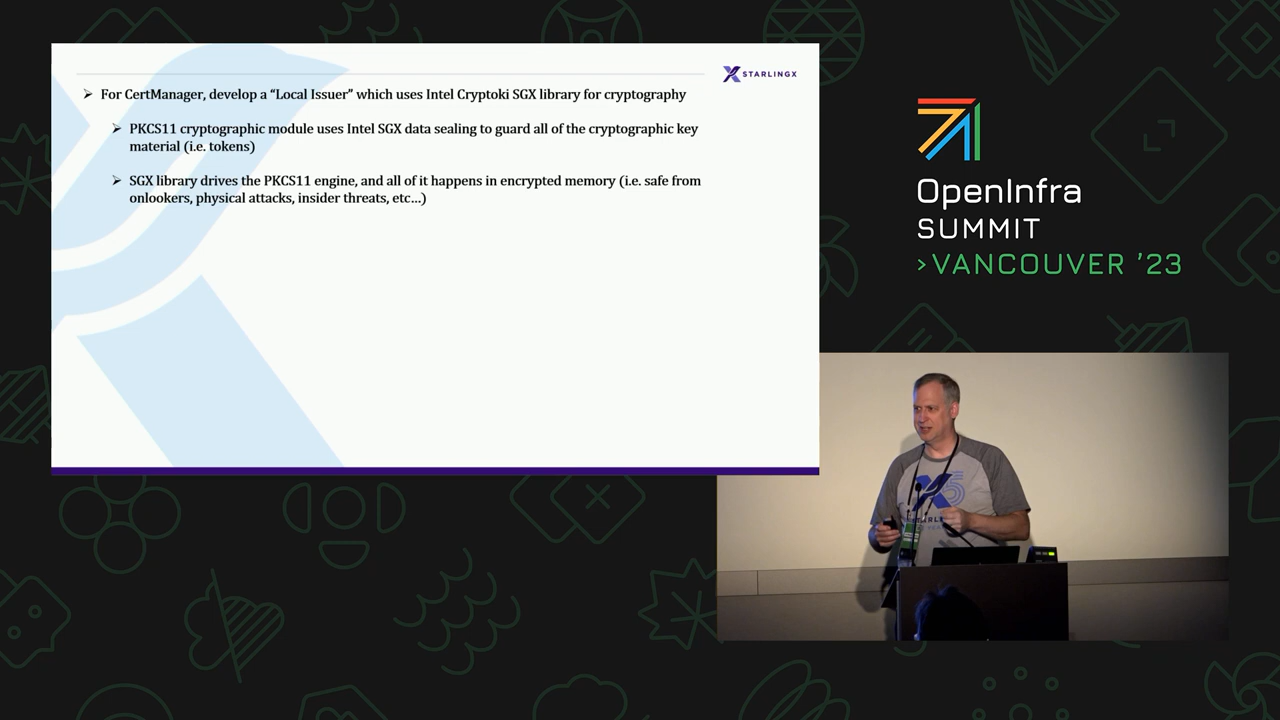 STARLINGX
➤ For CertManager, develop a “Local Issuer” which uses Intel Cryptoki SGX library for cryptography
➤ PKCS11 cryptographic module uses Intel SGX data sealing to guard all of the cryptographic key
material (i.e. tokens)
➤ SGX library drives the PKCS11 engine, and all of it happens in encrypted memory (i.e. safe from
onlookers, physical attacks, insider threats, etc…)
OpenInfra
SUMMIT
>VANCOUVER ’23